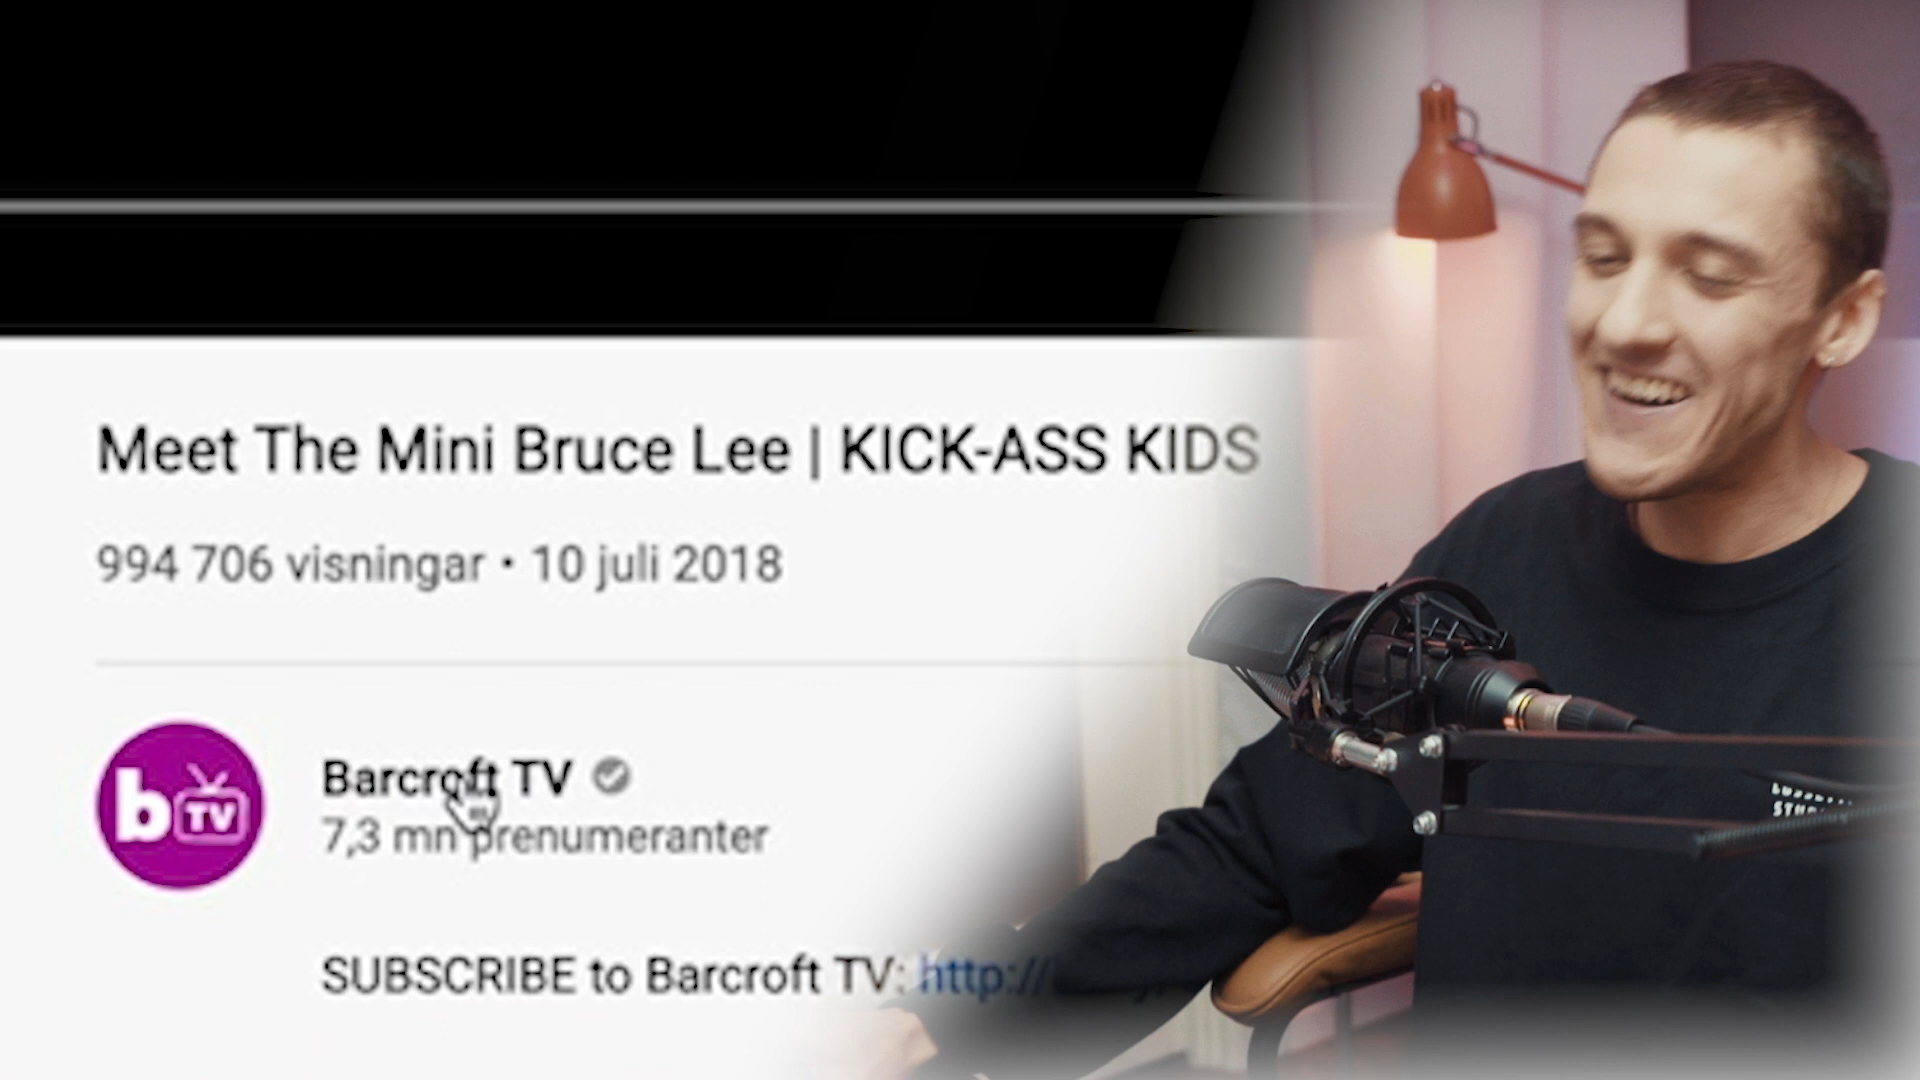 Meet The Mini Bruce Lee | KICK-ASS KIDS
994 706 visningar • 10 juli 2018
b TV
Barcroft TV
7,3 mn prenumeranter
SUBSCRIBE to Barcroft TV: http://